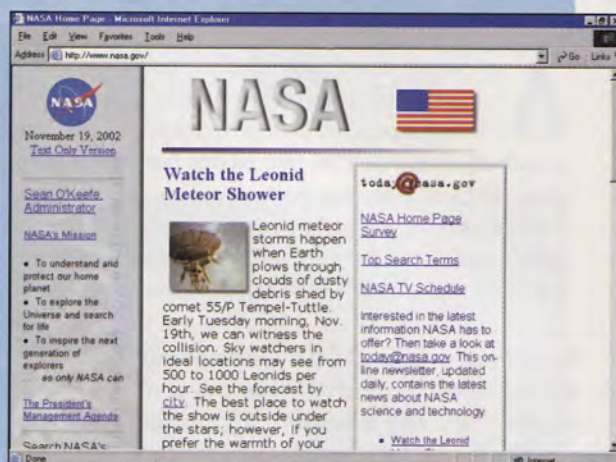 NASA Home Page - Microsoft Internet Explorer
File Edit View Favorites Tools Help
Address http://www.nasa.gov/ Go Links
NASA
November 19, 2002
Text Only Version
Sean O'Keefe,
Administrator
NASA's Mission
• To understand and
protect our home
planet
• To explore the
Universe and search
for life
• To inspire the next
generation of
explorers
... as only NASA can
The President's
Management Agenda
Search NASA's
NASA
Watch the Leonid
Meteor Shower
Leonid meteor
storms happen
when Earth
plows through
clouds of dusty
debris shed by
comet 55/P Tempel-Tuttle.
Early Tuesday morning, Nov.
19th, we can witness the
collision. Sky watchers in
ideal locations may see from
500 to 1000 Leonids per
hour. See the forecast by
city. The best place to watch
the show is outside under
the stars; however, if you
prefer the warmth of your
today@nasa.gov
NASA Home Page
Survey
Top Search Terms
NASA TV Schedule
Interested in the latest
information NASA has to
offer? Then take a look at
today@nasa.gov. This on-
line newsletter, updated
daily, contains the latest
news about NASA
science and technology
• Watch the Leonid
Done
Internet